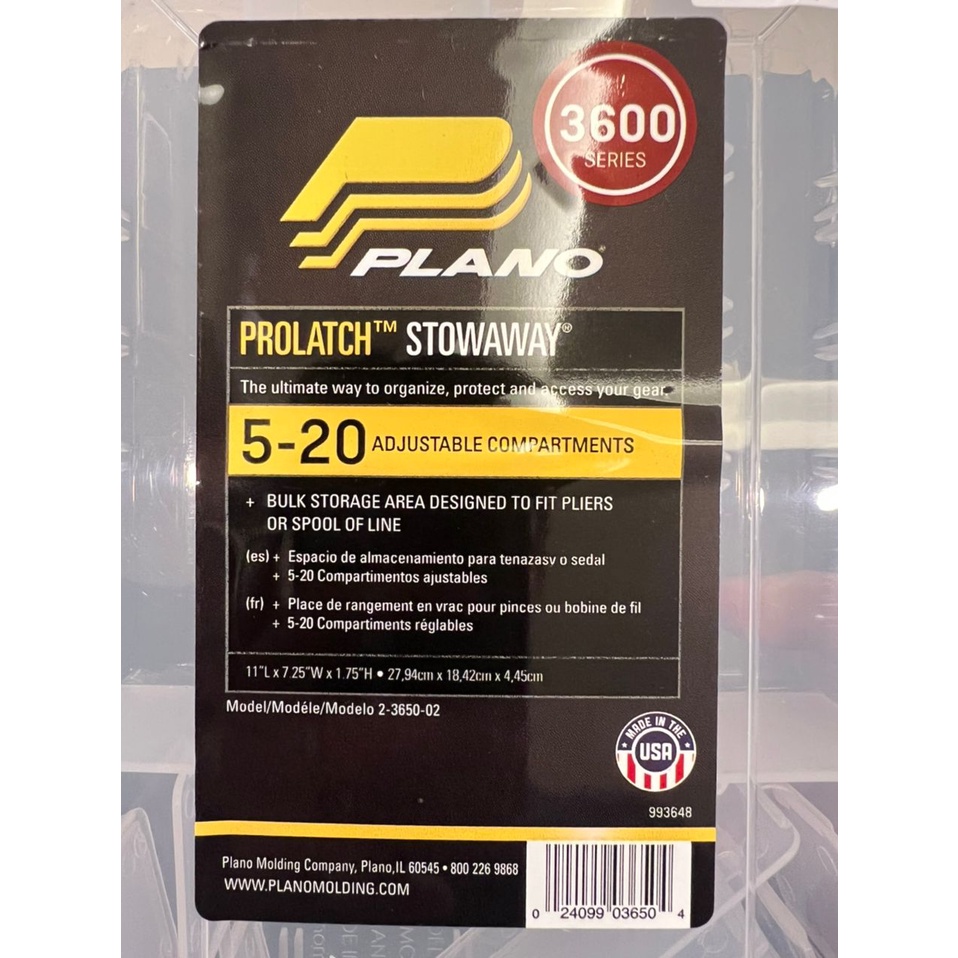 3600
SERIES
PLANO®
PROLATCH™ STOWAWAY®
The ultimate way to organize, protect and access your gear.
5-20 ADJUSTABLE COMPARTMENTS
+ BULK STORAGE AREA DESIGNED TO FIT PLIERS
OR SPOOL OF LINE
(es) + Espacio de almacenamiento para tenazasv o sedal
+ 5-20 Compartimentos ajustables
(fr) + Place de rangement en vrac pour pinces ou bobine de fil
+ 5-20 Compartiments réglables
11"L x 7.25"W x 1.75"H • 27,94cm x 18,42cm x 4,45cm
Model/Modéle/Modelo 2-3650-02
MADE IN THE
USA
993648
Plano Molding Company, Plano,IL 60545 • 800 226 9868
WWW.PLANOMOLDING.COM
0 24099 03650 4